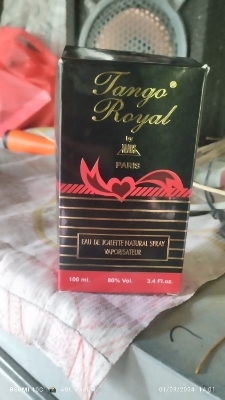 Tango®
Royal
by
PARIS
EAU DE TOILETTE NATURAL SPRAY
VAPORISATEUR
100 ml. 80% Vol. 3.4 Fl.oz.